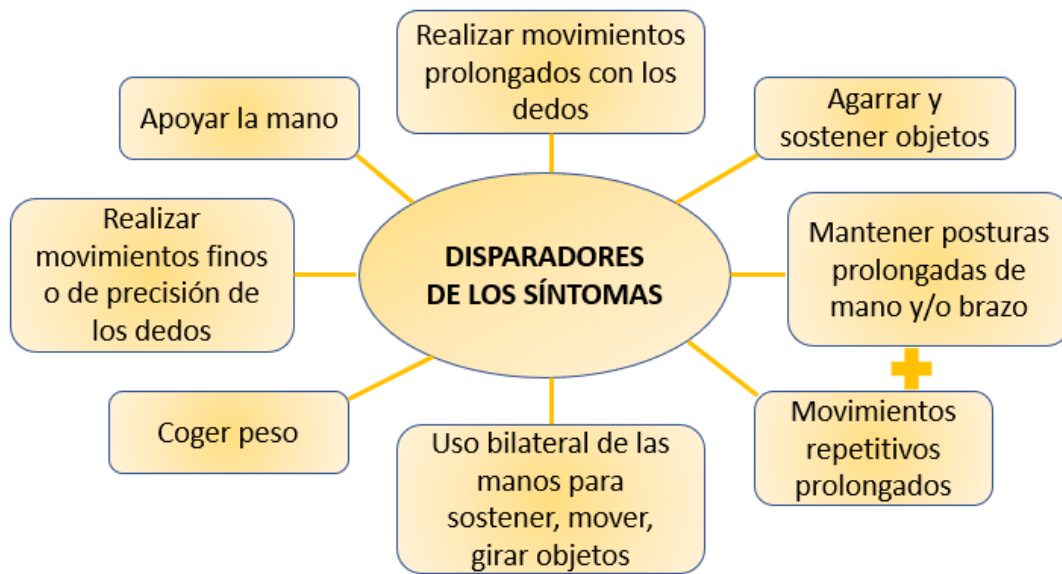 Realizar movimientos
prolongados con los
dedos
Apoyar la mano
Agarrar y
sostener objetos
Realizar
movimientos finos
o de precisión de
los dedos
DISPARADORES
DE LOS SÍNTOMAS
Mantener posturas
prolongadas de
mano y/o brazo
Coger peso
Uso bilateral de las
manos para
sostener, mover,
girar objetos
Movimientos
repetitivos
prolongados